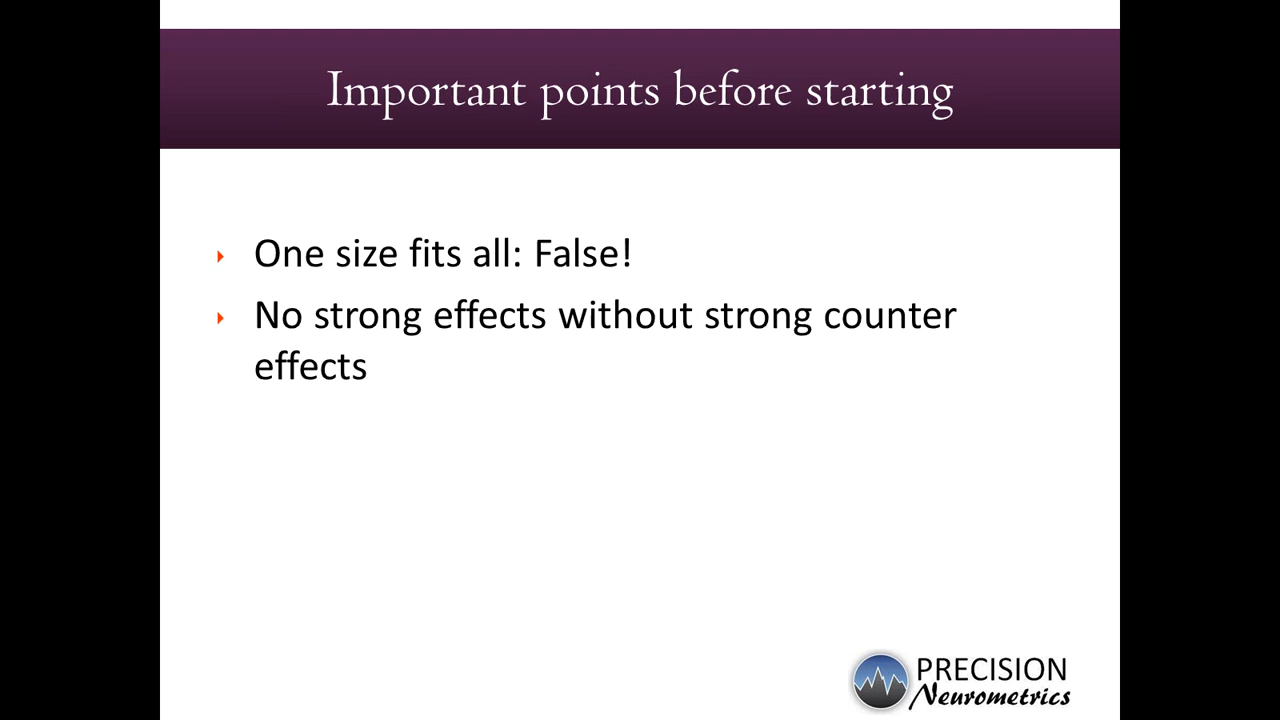 Important points before starting
One size fits all: False!
No strong effects without strong counter
effects
PRECISION
Neurometrics